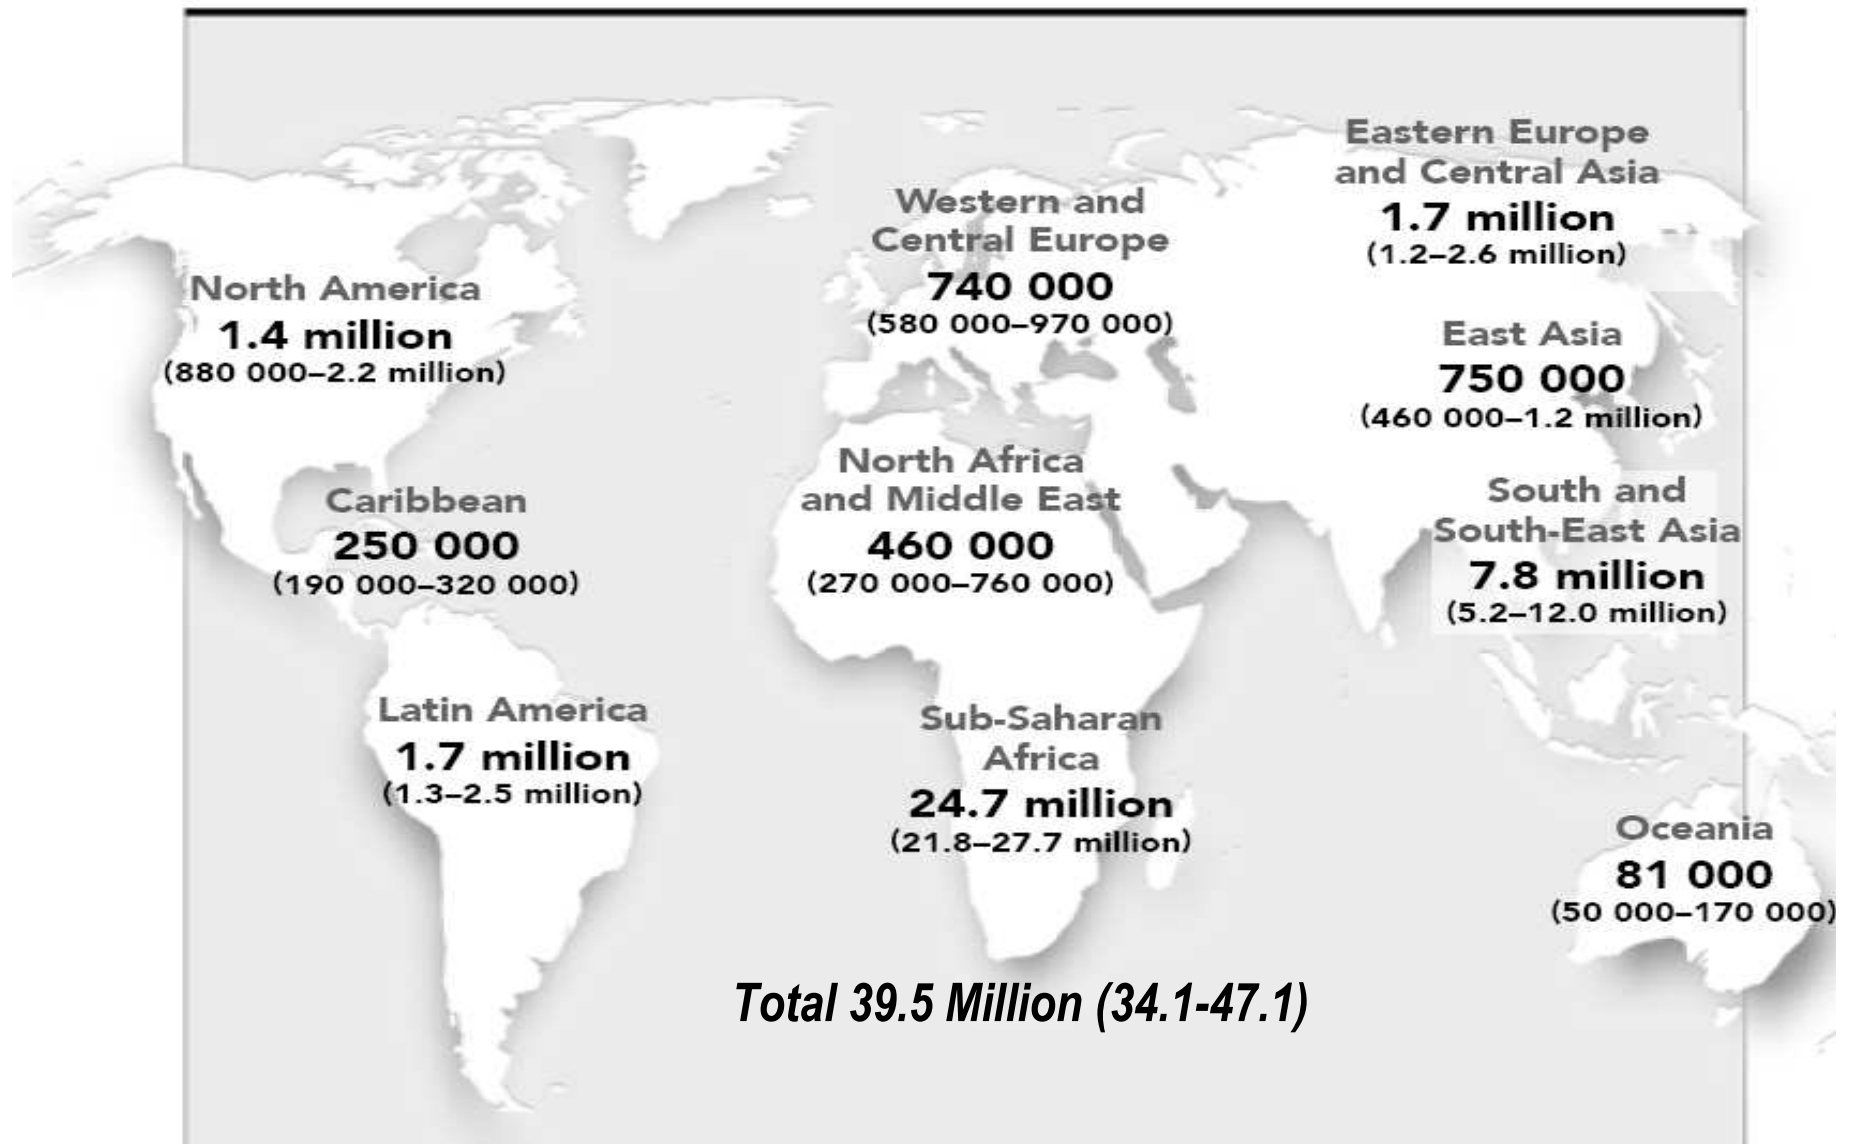 Eastern Europe
and Central Asia
1.7 million
(1.2–2.6 million)
Western and
Central Europe
740 000
(580 000–970 000)
North America
1.4 million
(880 000–2.2 million)
East Asia
750 000
(460 000–1.2 million)
North Africa
and Middle East
460 000
(270 000–760 000)
Caribbean
250 000
(190 000–320 000)
South and
South-East Asia
7.8 million
(5.2–12.0 million)
Latin America
1.7 million
(1.3–2.5 million)
Sub-Saharan
Africa
24.7 million
(21.8–27.7 million)
Oceania
81 000
(50 000–170 000)
Total 39.5 Million (34.1-47.1)